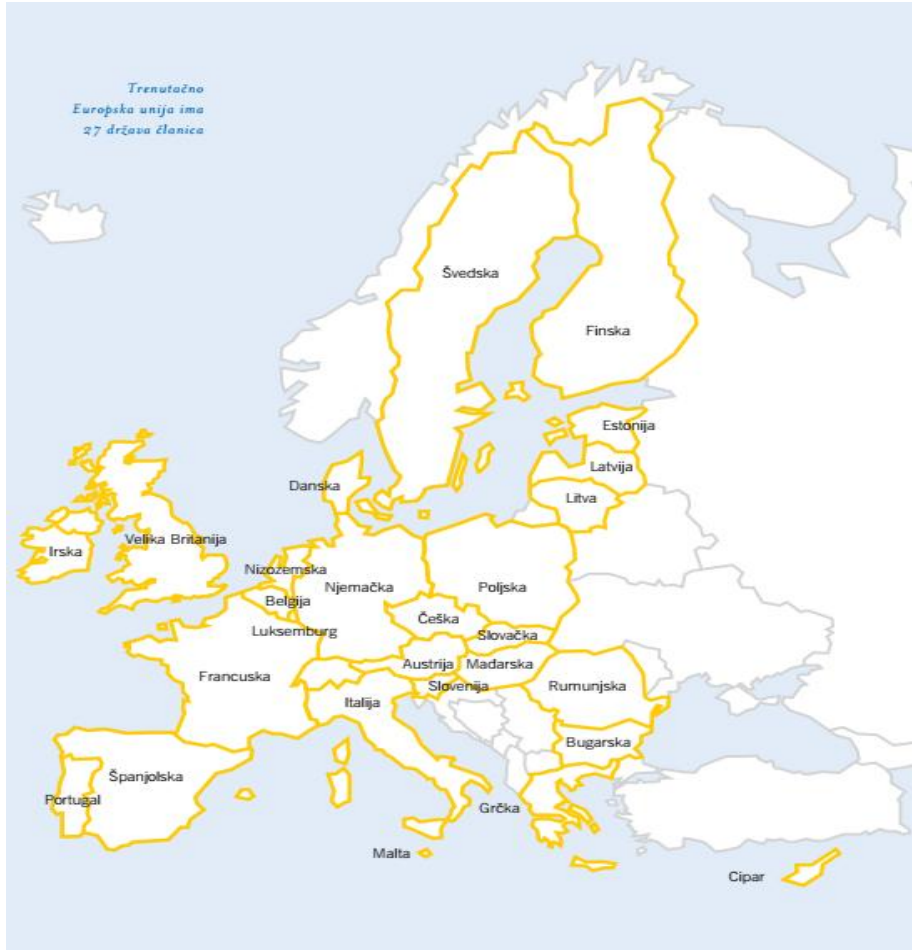 Trenutačno
Europska unija ima
27 država članica
Švedska
Finska
Estonija
Latvija
Danska
Litva
Irska
Velika Britanija
Nizozemska
Njemačka
Poljska
Belgija
Češka
Luksemburg
Slovačka
Austrija
Mađarska
Francuska
Slovenija
Rumunjska
Italija
Bugarska
Španjolska
Portugal
Grčka
Malta
Cipar